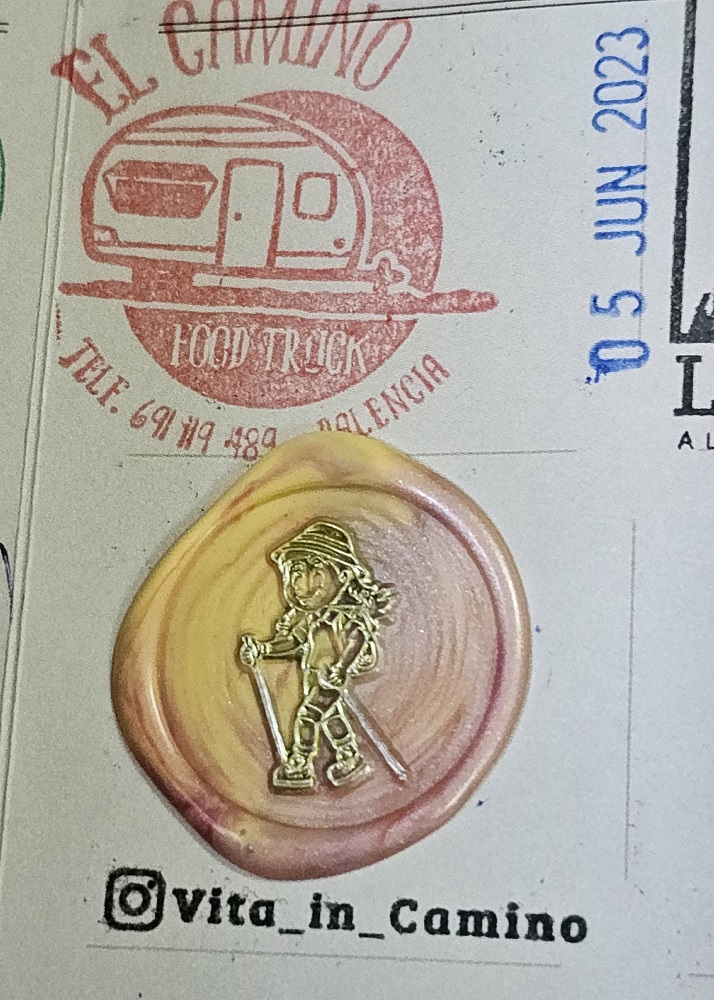 EL CAMINO
FOOD TRUCK
TELF. 691 119 489 PALENCIA
05 JUN 2023
L
A L
Vita_in_Camino